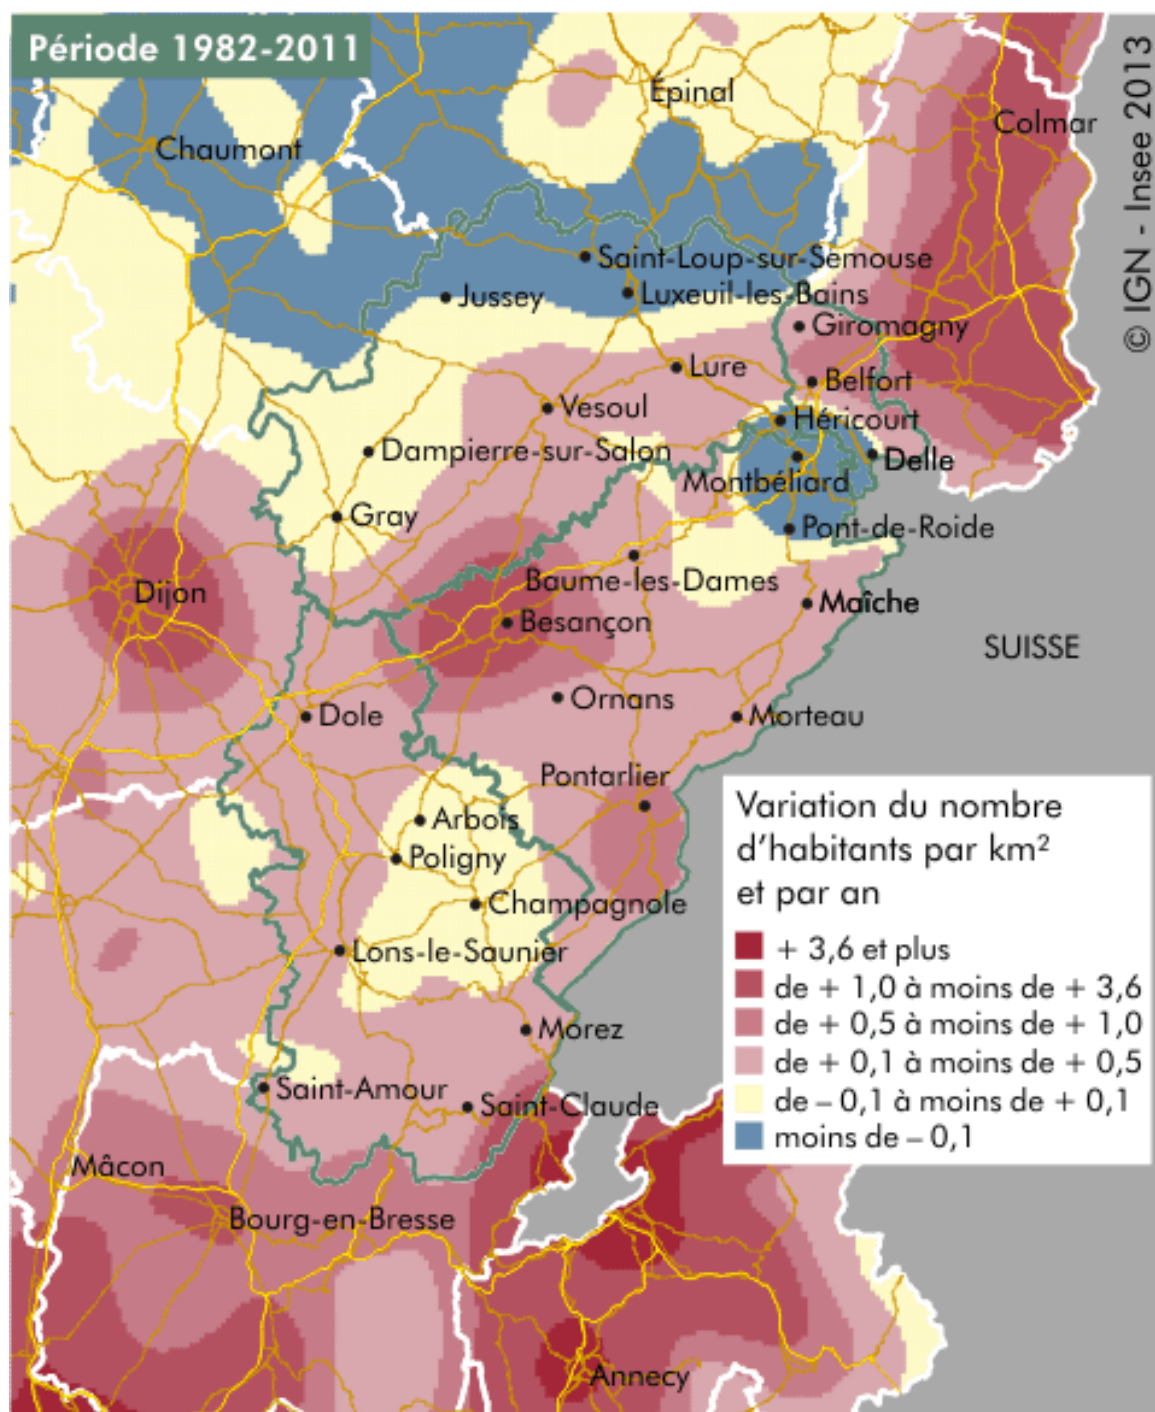 Période 1982-2011
© IGN - Insee 2013
Épinal
Colmar
Chaumont
Saint-Loup-sur-Semouse
Jussey
Luxeuil-les-Bains
Giromagny
Lure
Belfort
Vesoul
Héricourt
Dampierre-sur-Salon
Delle
Montbéliard
Gray
Pont-de-Roide
Baume-les-Dames
Dijon
Maîche
Besançon
SUISSE
Ornans
Dole
Morteau
Pontarlier
Arbois
Poligny
Champagnole
Lons-le-Saunier
Morez
Saint-Amour
Saint-Claude
Mâcon
Bourg-en-Bresse
Annecy
Variation du nombre
d'habitants par km²
et par an
+ 3,6 et plus
de + 1,0 à moins de + 3,6
de + 0,5 à moins de + 1,0
de + 0,1 à moins de + 0,5
de – 0,1 à moins de + 0,1
moins de – 0,1